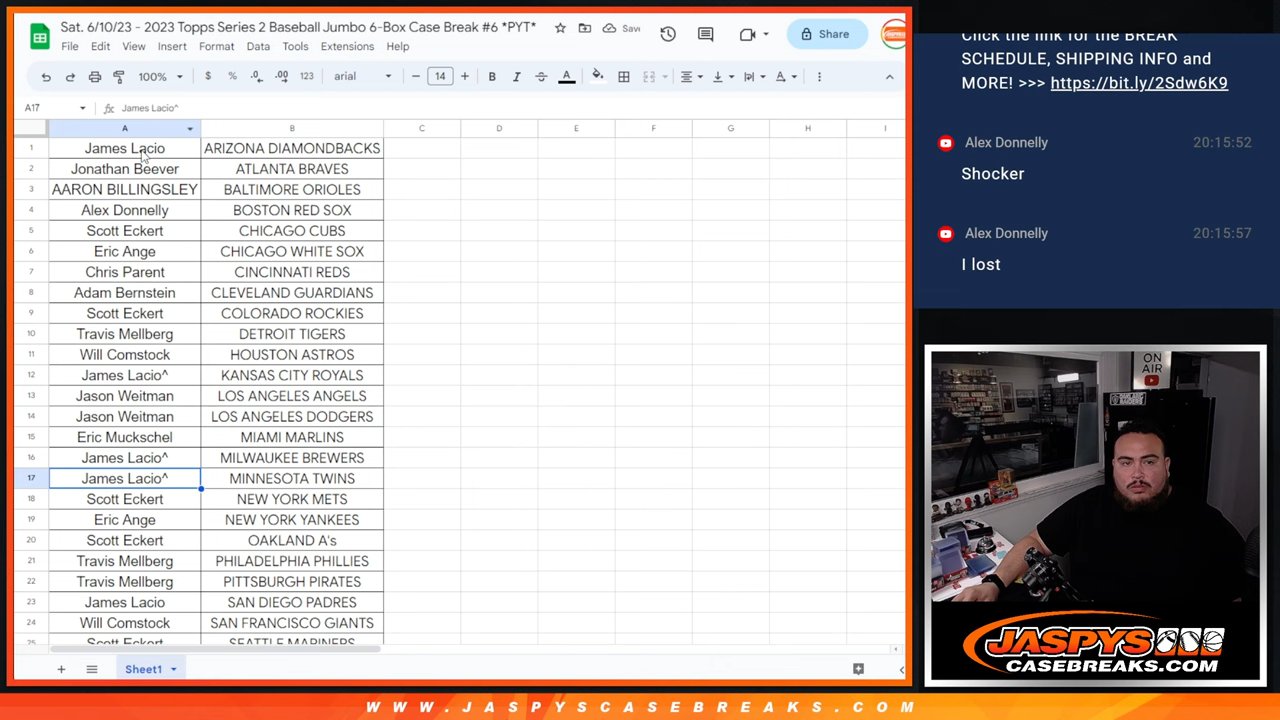 Sat. 6/10/23 - 2023 Topps Series 2 Baseball Jumbo 6-Box Case Break #6 *PYT*
Sav
Share
File Edit View Insert Format Data Tools Extensions Help
100% $ % .0 .00 123 arial 14 B I A
A17 fx James Lacio^
A B C D E F G H I
1 James Lacio ARIZONA DIAMONDBACKS
2 Jonathan Beever ATLANTA BRAVES
3 AARON BILLINGSLEY BALTIMORE ORIOLES
4 Alex Donnelly BOSTON RED SOX
5 Scott Eckert CHICAGO CUBS
6 Eric Ange CHICAGO WHITE SOX
7 Chris Parent CINCINNATI REDS
8 Adam Bernstein CLEVELAND GUARDIANS
9 Scott Eckert COLORADO ROCKIES
10 Travis Mellberg DETROIT TIGERS
11 Will Comstock HOUSTON ASTROS
12 James Lacio^ KANSAS CITY ROYALS
13 Jason Weitman LOS ANGELES ANGELS
14 Jason Weitman LOS ANGELES DODGERS
15 Eric Muckschel MIAMI MARLINS
16 James Lacio^ MILWAUKEE BREWERS
17 James Lacio^ MINNESOTA TWINS
18 Scott Eckert NEW YORK METS
19 Eric Ange NEW YORK YANKEES
20 Scott Eckert OAKLAND A's
21 Travis Mellberg PHILADELPHIA PHILLIES
22 Travis Mellberg PITTSBURGH PIRATES
23 James Lacio SAN DIEGO PADRES
24 Will Comstock SAN FRANCISCO GIANTS
25 Scott Eckert SEATTLE MARINERS
Sheet1
Click the link for the BREAK
SCHEDULE, SHIPPING INFO and
MORE! >>> https://bit.ly/2Sdw6K9
Alex Donnelly 20:15:52
Shocker
Alex Donnelly 20:15:57
I lost
ON
AIR
JASPYS
CASEBREAKS.COM
WWW.JASPYSCASEBREAKS.COM